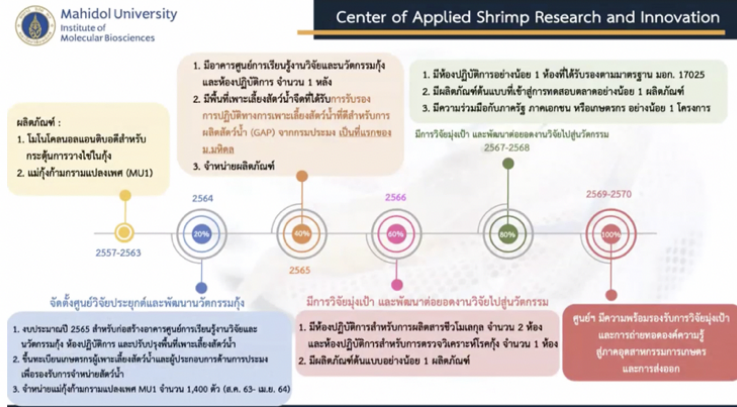 Mahidol University
Institute of
Molecular Biosciences
Center of Applied Shrimp Research and Innovation
ผลิตภัณฑ์ :
1. โมโนโคลนอลแอนติบอดีสำหรับ
กระตุ้นการวางไข่ในกุ้ง
2. แม่กุ้งก้ามกรามแปลงเพศ (MU1)
2557-2563
1. มีอาคารศูนย์การเรียนรู้งานวิจัยและนวัตกรรมกุ้ง
และห้องปฏิบัติการ จำนวน 1 หลัง
2. มีพื้นที่เพาะเลี้ยงสัตว์น้ำจืดที่ได้รับการรับรอง
การปฏิบัติทางการเพาะเลี้ยงสัตว์น้ำที่ดีสำหรับการ
ผลิตสัตว์น้ำ (GAP) จากกรมประมง เป็นที่แรกของ
ม.มหิดล
3. จำหน่ายผลิตภัณฑ์
1. มีห้องปฏิบัติการอย่างน้อย 1 ห้องที่ได้รับรองตามมาตรฐาน มอก. 17025
2. มีผลิตภัณฑ์ต้นแบบที่เข้าสู่การทดสอบตลาดอย่างน้อย 1 ผลิตภัณฑ์
3. มีความร่วมมือกับภาครัฐ ภาคเอกชน หรือเกษตรกร อย่างน้อย 1 โครงการ
มีการวิจัยมุ่งเป้า และพัฒนาต่อยอดงานวิจัยไปสู่นวัตกรรม
2567-2568
2564
2566
2569-2570
20%
40%
60%
80%
100%
2565
จัดตั้งศูนย์วิจัยประยุกต์และพัฒนานวัตกรรมกุ้ง
1. งบประมาณปี 2565 สำหรับก่อสร้างอาคารศูนย์การเรียนรู้งานวิจัยและ
นวัตกรรมกุ้ง ห้องปฏิบัติการ และปรับปรุงพื้นที่เพาะเลี้ยงสัตว์น้ำ
2. ขึ้นทะเบียนเกษตรกรผู้เพาะเลี้ยงสัตว์น้ำและผู้ประกอบการด้านการประมง
เพื่อรองรับการจำหน่ายสัตว์น้ำ
3. จำหน่ายแม่กุ้งก้ามกรามแปลงเพศ MU1 จำนวน 1,400 ตัว (ส.ค. 63- เม.ย. 64)
มีการวิจัยมุ่งเป้า และพัฒนาต่อยอดงานวิจัยไปสู่นวัตกรรม
1. มีห้องปฏิบัติการสำหรับการผลิตสารชีวโมเลกุล จำนวน 2 ห้อง
และห้องปฏิบัติการสำหรับการตรวจวิเคราะห์โรคกุ้ง จำนวน 1 ห้อง
2. มีผลิตภัณฑ์ต้นแบบอย่างน้อย 1 ผลิตภัณฑ์
ศูนย์ฯ มีความพร้อมรองรับการวิจัยมุ่งเป้า
และการถ่ายทอดองค์ความรู้
สู่ภาคอุตสาหกรรมการเกษตร
และการส่งออก